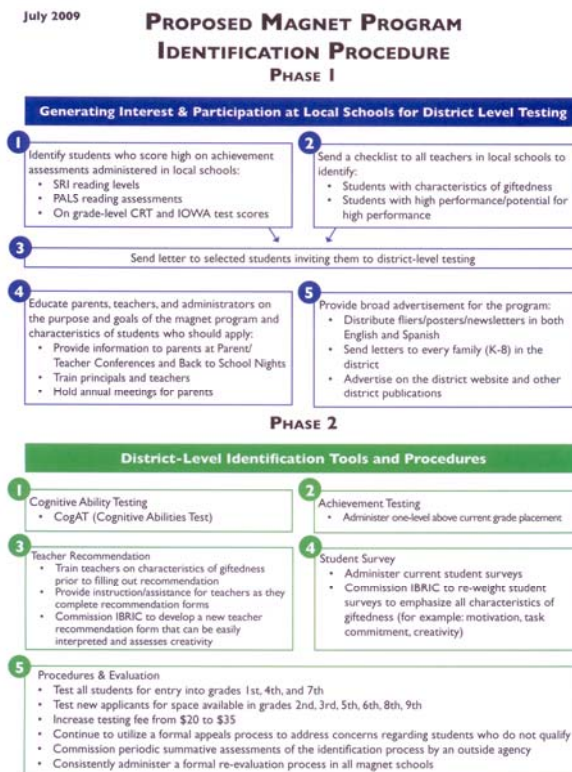 July 2009
PROPOSED MAGNET PROGRAM
IDENTIFICATION PROCEDURE
PHASE 1
Generating Interest & Participation at Local Schools for District Level Testing
1
Identify students who score high on achievement
assessments administered in local schools:
• SRI reading levels
• PALS reading assessments
• On grade-level CRT and IOWA test scores
2
Send a checklist to all teachers in local schools to
identify:
• Students with characteristics of giftedness
• Students with high performance/potential for
high performance
3
Send letter to selected students inviting them to district-level testing
4
Educate parents, teachers, and administrators on
the purpose and goals of the magnet program and
characteristics of students who should apply:
• Provide information to parents at Parent/
Teacher Conferences and Back to School Nights
• Train principals and teachers
• Hold annual meetings for parents
5
Provide broad advertisement for the program:
• Distribute fliers/posters/newsletters in both
English and Spanish
• Send letters to every family (K-8) in the
district
• Advertise on the district website and other
district publications
PHASE 2
District-Level Identification Tools and Procedures
1
Cognitive Ability Testing
• CogAT (Cognitive Abilities Test)
2
Achievement Testing
• Administer one-level above current grade placement
3
Teacher Recommendation
• Train teachers on characteristics of giftedness
prior to filling out recommendation
• Provide instruction/assistance for teachers as they
complete recommendation forms
• Commission IBRIC to develop a new teacher
recommendation form that can be easily
interpreted and assesses creativity
4
Student Survey
• Administer current student surveys
• Commission IBRIC to re-weight student
surveys to emphasize all characteristics of
giftedness (for example: motivation, task
commitment, creativity)
5
Procedures & Evaluation
• Test all students for entry into grades 1st, 4th, and 7th
• Test new applicants for space available in grades 2nd, 3rd, 5th, 6th, 8th, 9th
• Increase testing fee from $20 to $35
• Continue to utilize a formal appeals process to address concerns regarding students who do not qualify
• Commission periodic summative assessments of the identification process by an outside agency
• Consistently administer a formal re-evaluation process in all magnet schools